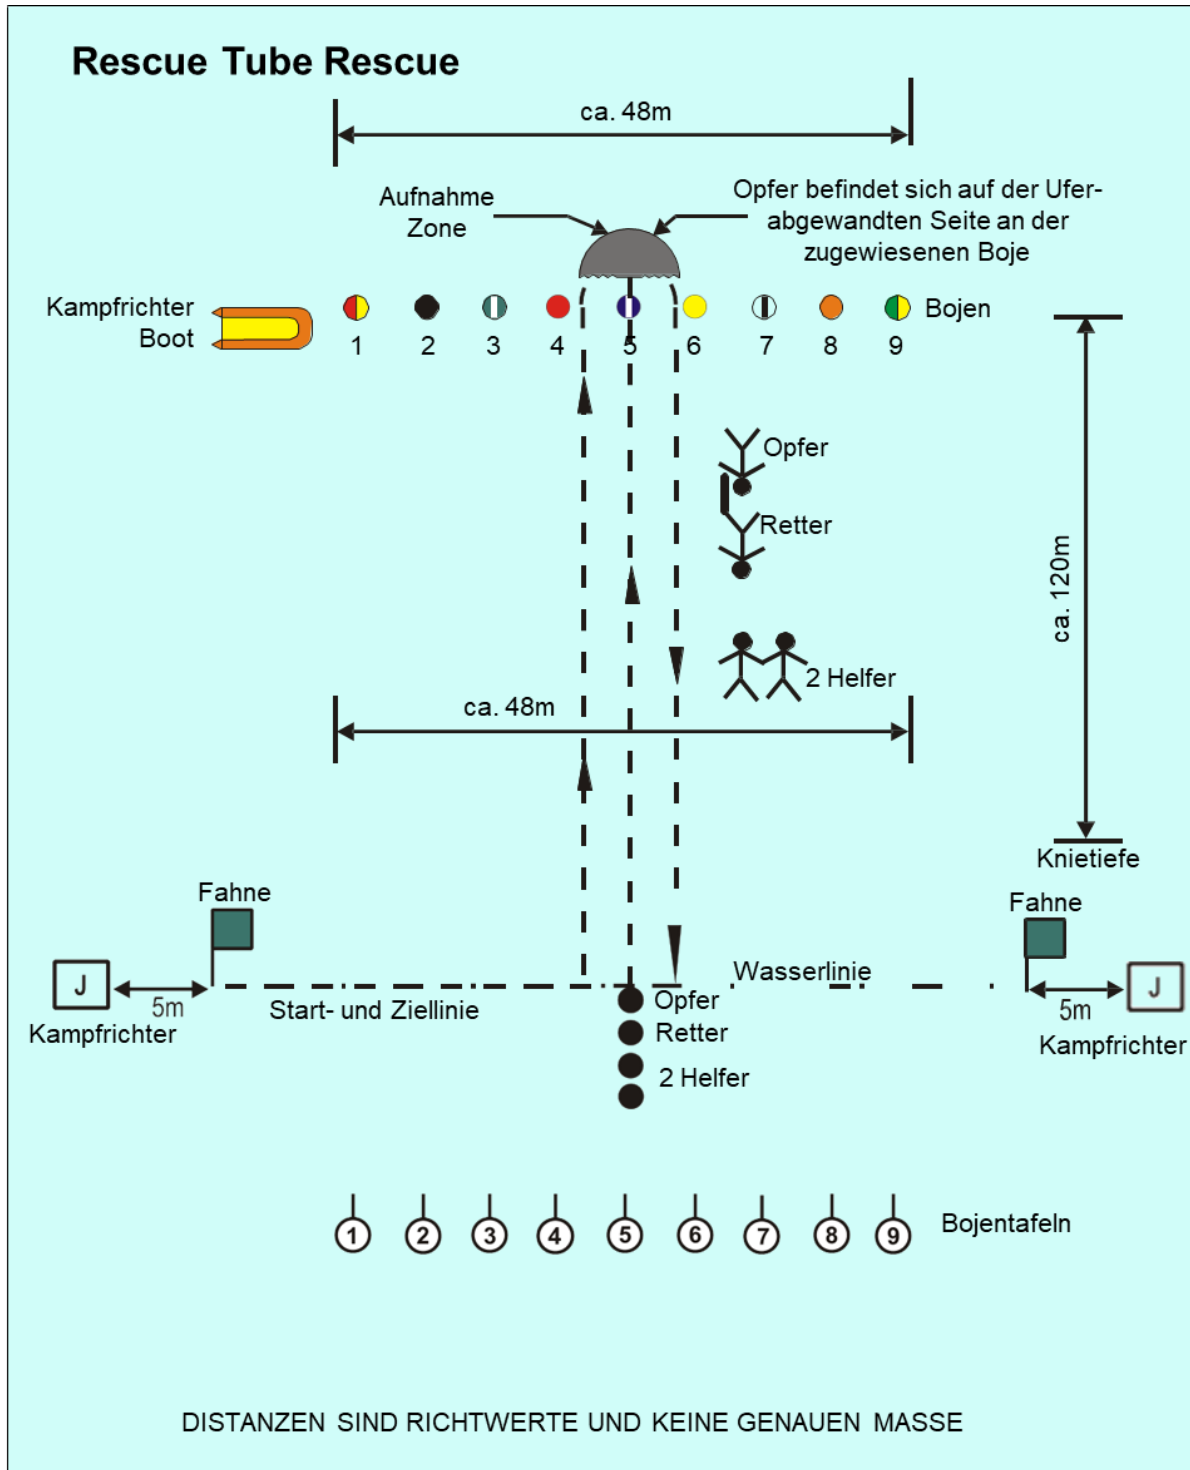 Rescue Tube Rescue
ca. 48m
Aufnahme
Zone
Opfer befindet sich auf der Ufer-
abgewandten Seite an der
zugewiesenen Boje
Kampfrichter
Boot
Bojen
1 2 3 4 5 6 7 8 9
Opfer
Retter
ca. 120m
2 Helfer
ca. 48m
Knietiefe
Fahne
Fahne
J
5m
Kampfrichter
Start- und Ziellinie
Wasserlinie
J
5m
Kampfrichter
Opfer
Retter
2 Helfer
1 2 3 4 5 6 7 8 9
Bojentafeln
DISTANZEN SIND RICHTWERTE UND KEINE GENAUEN MASSE